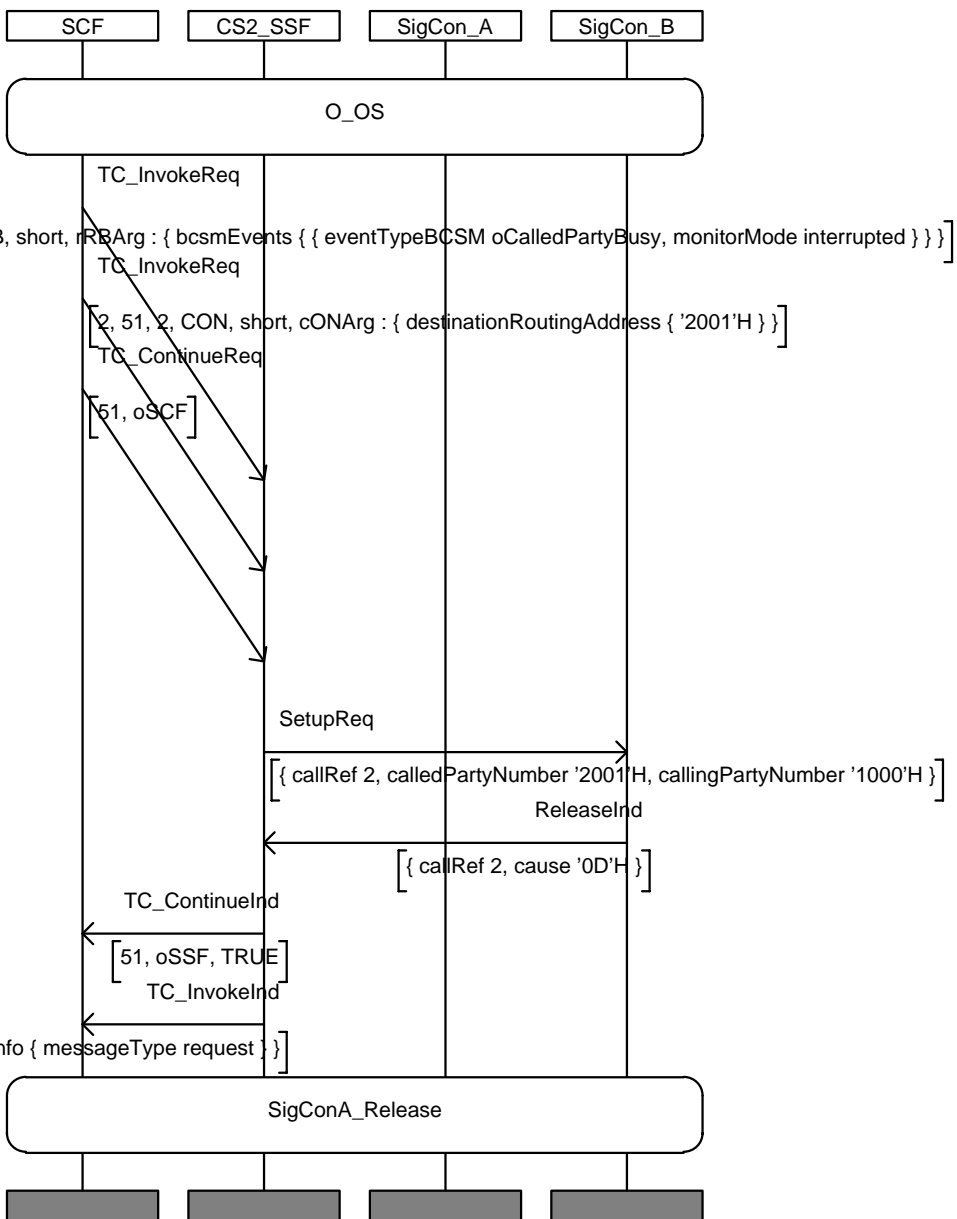 SCF CS2_SSF SigCon_A SigCon_B
O_OS
TC_InvokeReq
, short, rRBArg : { bcsmEvents { { eventTypeBCSM oCalledPartyBusy, monitorMode interrupted } } }
TC_InvokeReq
2, 51, 2, CON, short, cONArg : { destinationRoutingAddress { '2001'H } }
TC_ContinueReq
51, oSCF
SetupReq
{ callRef 2, calledPartyNumber '2001'H, callingPartyNumber '1000'H }
ReleaseInd
{ callRef 2, cause '0D'H }
TC_ContinueInd
51, oSSF, TRUE
TC_InvokeInd
{ messageType request } }
SigConA_Release